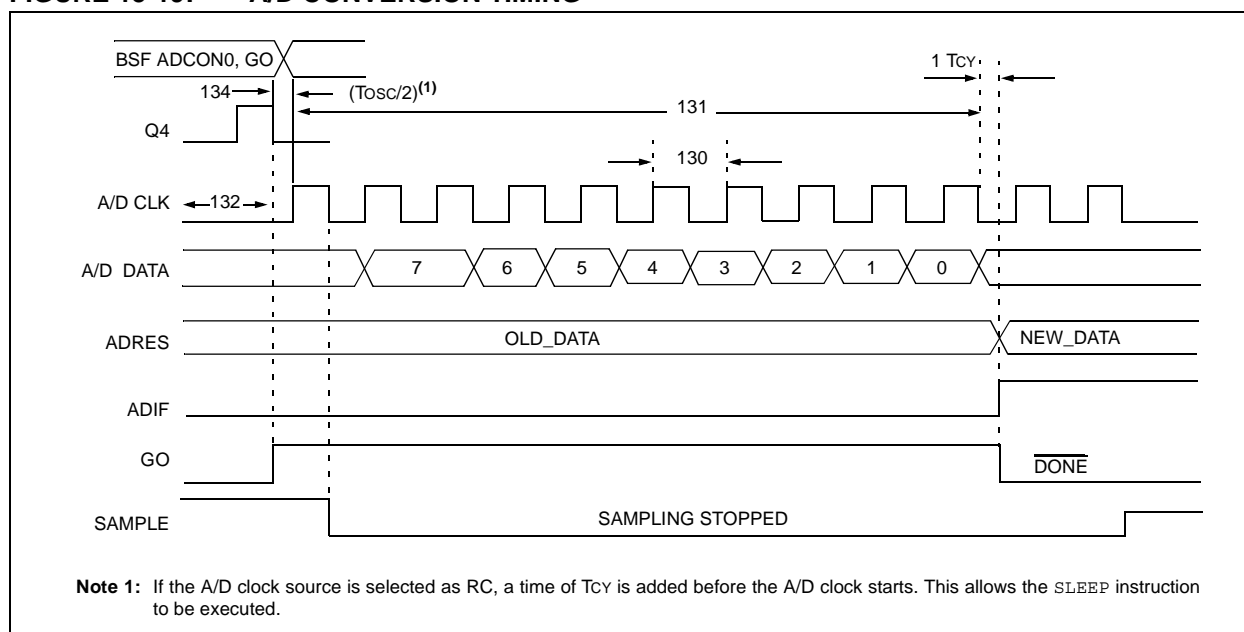 BSF ADCON0, GO
1 TCY
134
(TOSC/2)(1)
131
Q4
130
A/D CLK
132
A/D DATA
7 6 5 4 3 2 1 0
ADRES
OLD_DATA
NEW_DATA
ADIF
GO
DONE
SAMPLE
SAMPLING STOPPED
Note 1: If the A/D clock source is selected as RC, a time of TCY is added before the A/D clock starts. This allows the SLEEP instruction
to be executed.